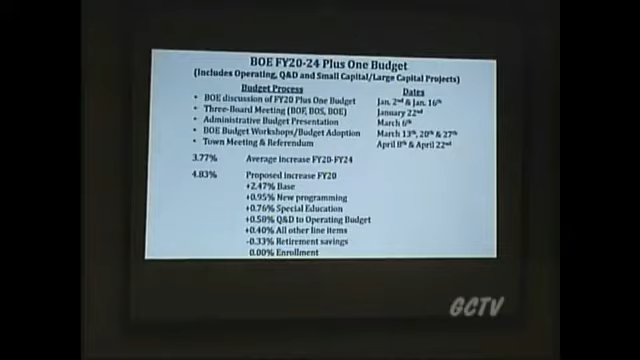 BOE FY20-24 Plus One Budget
(Includes Operating, Q&D and Small Capital/Large Capital Projects)
Budget Process Dates
• BOE discussion of FY20 Plus One Budget Jan. 2nd & Jan. 16th
• Three-Board Meeting (BOF, BOS, BOE) January 22nd
• Administrative Budget Presentation March 6th
• BOE Budget Workshops/Budget Adoption March 13th, 20th & 27th
• Town Meeting & Referendum April 8th & April 22nd
3.77% Average Increase FY20-FY24
4.83% Proposed Increase FY20
+2.47% Base
+0.95% New programming
+0.76% Special Education
+0.58% Q&D to Operating Budget
+0.40% All other line items
-0.33% Retirement savings
0.00% Enrollment
GCTV